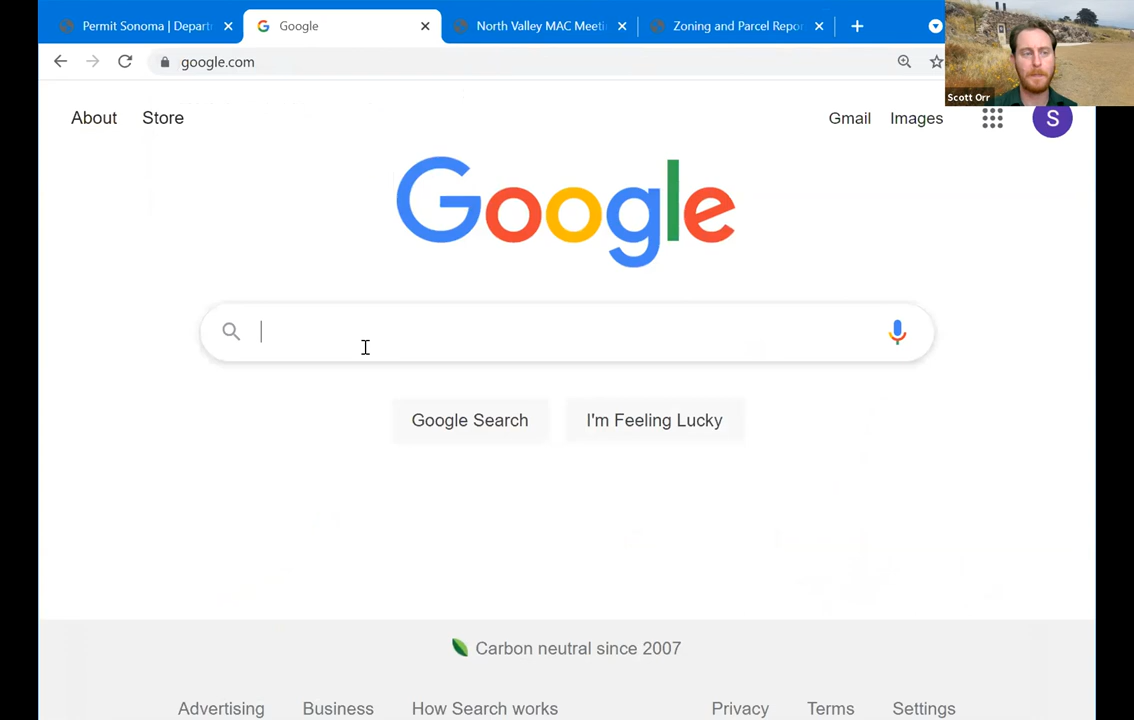 Permit Sonoma | Depart
Google
North Valley MAC Meeti
Zoning and Parcel Repo
google.com
Scott Orr
About
Store
Gmail
Images
S
Google
Google Search
I'm Feeling Lucky
Carbon neutral since 2007
Advertising
Business
How Search works
Privacy
Terms
Settings